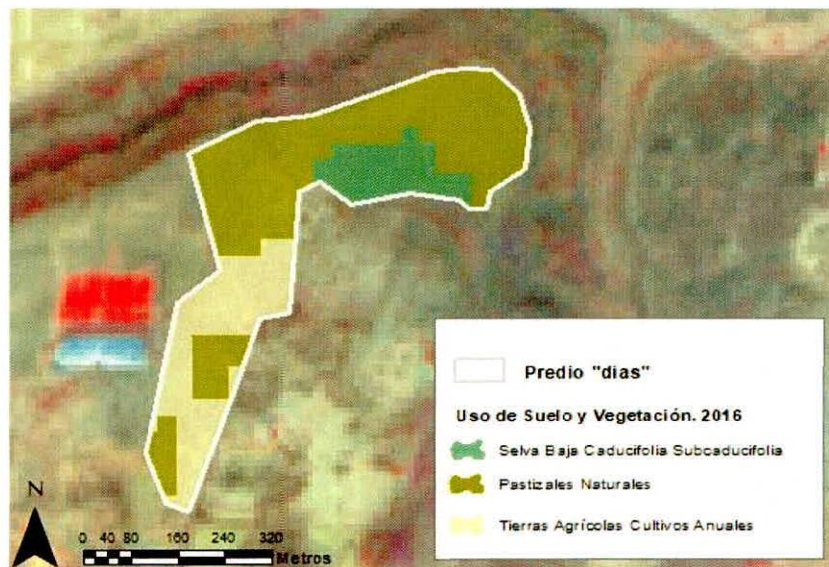 Predio "dias"
Uso de Suelo y Vegetación. 2016
Selva Baja Caducifolia Subcaducifolia
Pastizales Naturales
Tierras Agrícolas Cultivos Anuales
N
0 40 80 160 240 320
Metros